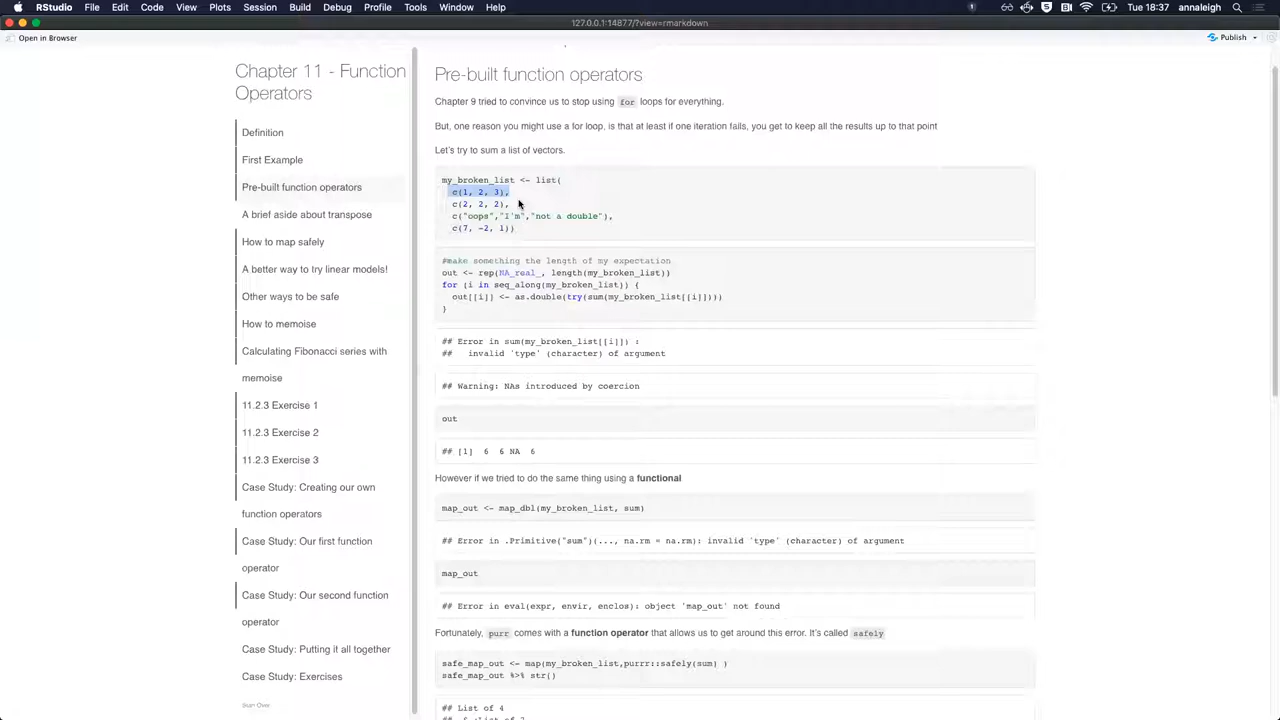 RStudio File Edit Code View Plots Session Build Debug Profile Tools Window Help Tue 18:37 annaleigh
127.0.0.1:14877/?view=rmarkdown
Open in Browser
Publish
Chapter 11 - Function
Operators
Definition
First Example
Pre-built function operators
A brief aside about transpose
How to map safely
A better way to try linear models!
Other ways to be safe
How to memoise
Calculating Fibonacci series with
memoise
11.2.3 Exercise 1
11.2.3 Exercise 2
11.2.3 Exercise 3
Case Study: Creating our own
function operators
Case Study: Our first function
operator
Case Study: Our second function
operator
Case Study: Putting it all together
Case Study: Exercises
Start Over
Pre-built function operators
Chapter 9 tried to convince us to stop using for loops for everything.
But, one reason you might use a for loop, is that at least if one iteration fails, you get to keep all the results up to that point
Let's try to sum a list of vectors.
my_broken_list <- list(
c(1, 2, 3),
c(2, 2, 2),
c("oops","I'm","not a double"),
c(7, -2, 1))
#make something the length of my expectation
out <- rep(NA_real_, length(my_broken_list))
for (i in seq_along(my_broken_list)) {
out[[i]] <- as.double(try(sum(my_broken_list[[i]])))
}
## Error in sum(my_broken_list[[i]]) :
## invalid 'type' (character) of argument
## Warning: NAs introduced by coercion
out
## [1] 6 6 NA 6
However if we tried to do the same thing using a functional
map_out <- map_dbl(my_broken_list, sum)
## Error in .Primitive("sum")(..., na.rm = na.rm): invalid 'type' (character) of argument
map_out
## Error in eval(expr, envir, enclos): object 'map_out' not found
Fortunately, purr comes with a function operator that allows us to get around this error. It's called safely
safe_map_out <- map(my_broken_list,purrr::safely(sum) )
safe_map_out %>% str()
## List of 4